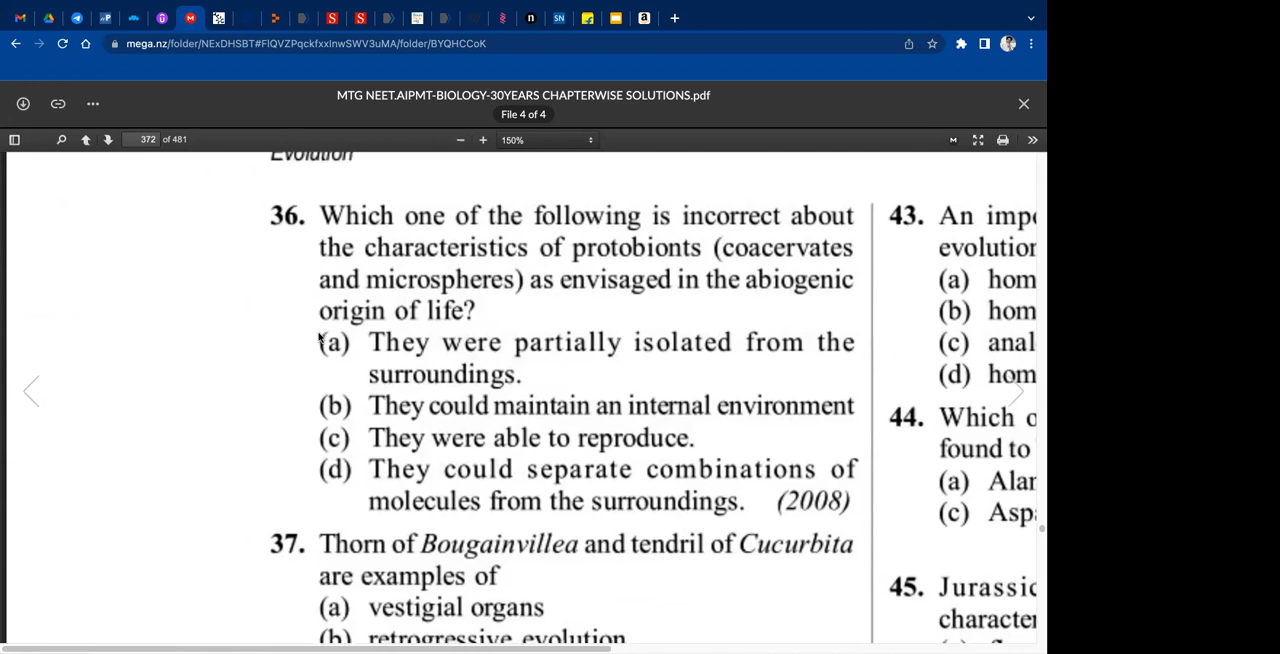 mega.nz/folder/NExDHSBT#FlQVZPqckfxxInwSWV3uMA/folder/BYQHCCoK
MTG NEET.AIPMT-BIOLOGY-30YEARS CHAPTERWISE SOLUTIONS.pdf
File 4 of 4
372 of 481
150%
Evolution
36. Which one of the following is incorrect about
the characteristics of protobionts (coacervates
and microspheres) as envisaged in the abiogenic
origin of life?
(a) They were partially isolated from the
surroundings.
(b) They could maintain an internal environment
(c) They were able to reproduce.
(d) They could separate combinations of
molecules from the surroundings. (2008)
37. Thorn of Bougainvillea and tendril of Cucurbita
are examples of
(a) vestigial organs
(b) retrogressive evolution
43. An impo
evolution
(a) hom
(b) hom
(c) anal
(d) hom
44. Which o
found to
(a) Alar
(c) Aspa
45. Jurassic
character